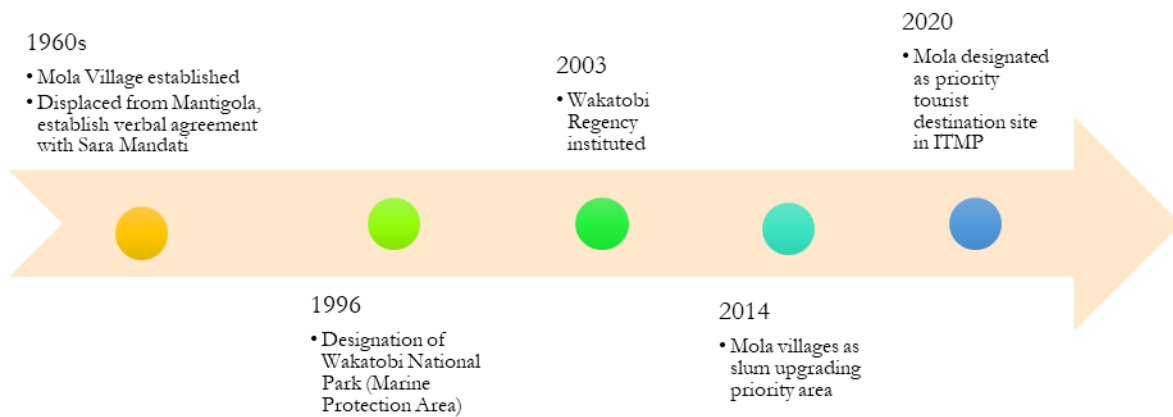 1960s
• Mola Village established
• Displaced from Mantigola,
establish verbal agreement
with Sara Mandati
1996
• Designation of
Wakatobi National
Park (Marine
Protection Area)
2003
• Wakatobi
Regency
instituted
2014
• Mola villages as
slum upgrading
priority area
2020
• Mola designated
as priority
tourist
destination site
in ITMP